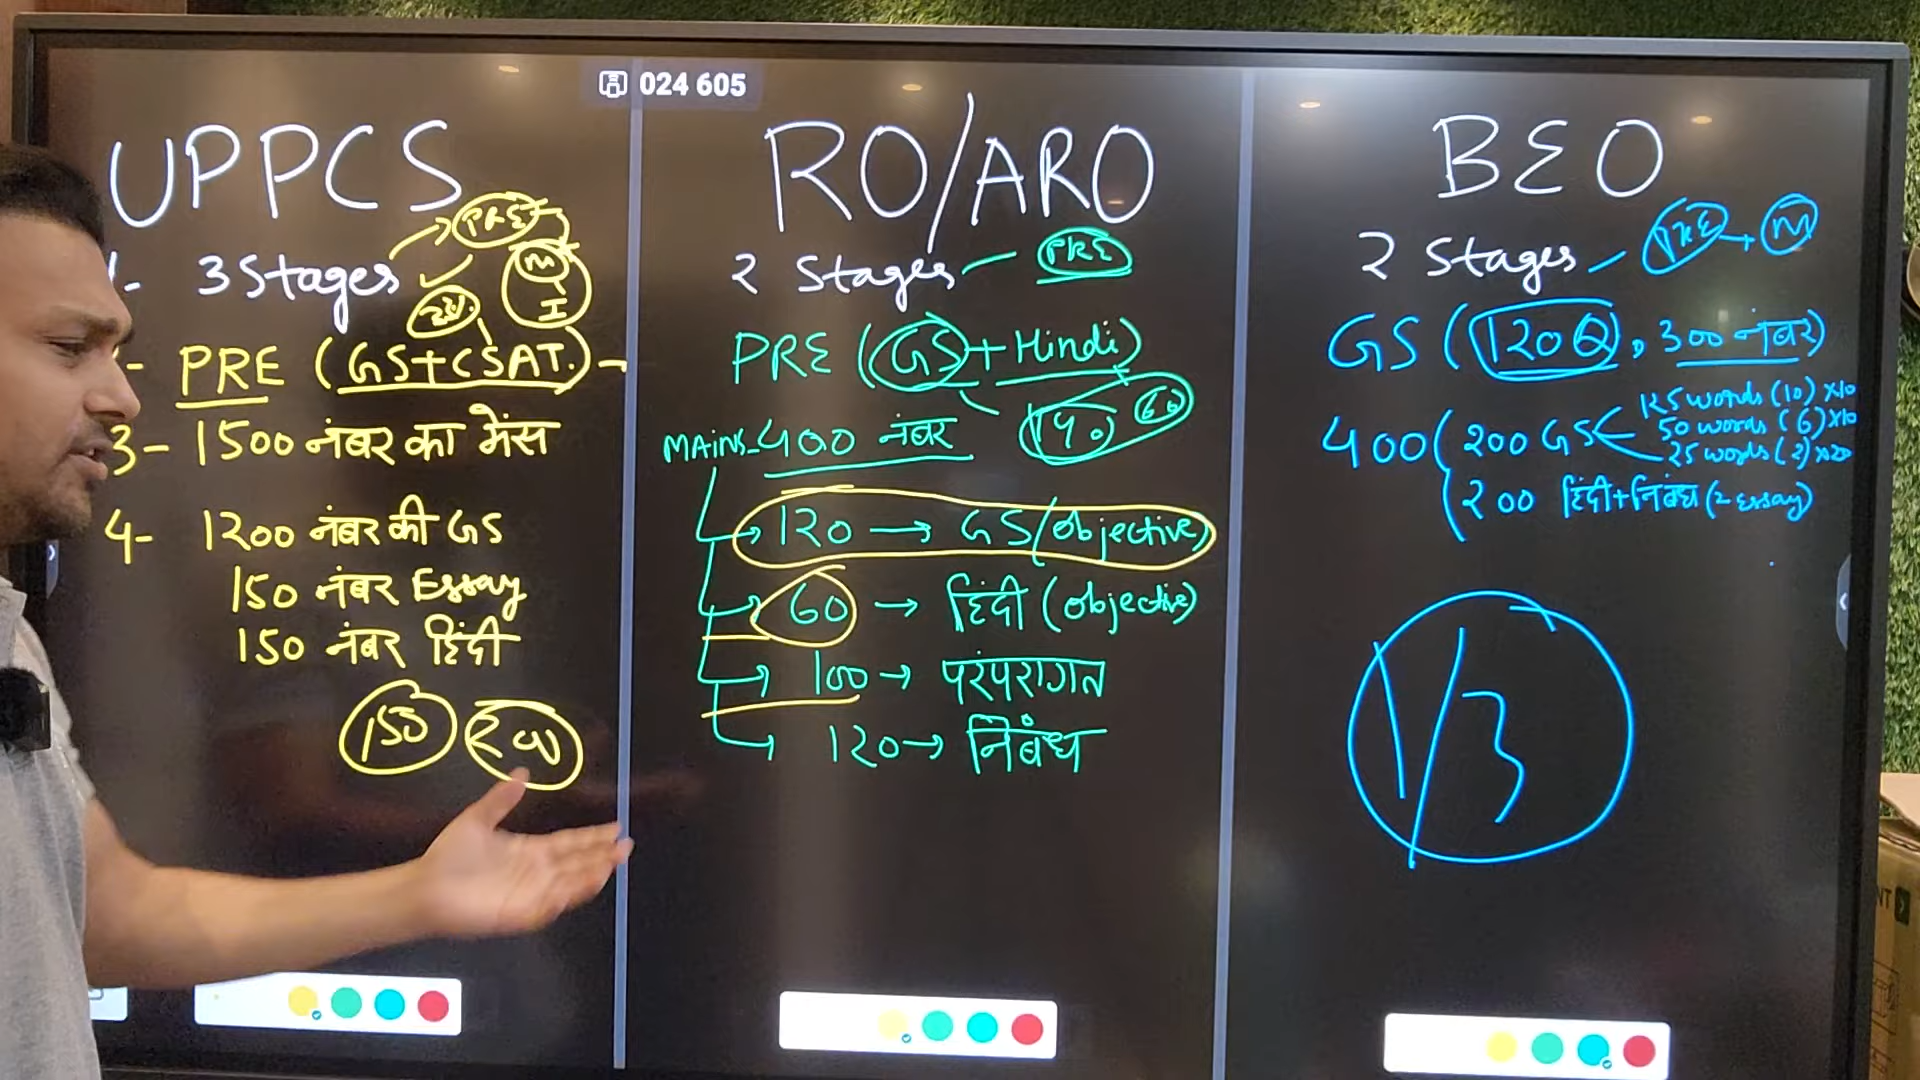 024 605
UPPCS
3 Stages
PRE
M
I
PRE (GS+CSAT)
3- 1500 नंबर का मेंस
4- 1200 नंबर की GS
150 नंबर Essay
150 नंबर हिंदी
150 200
RO/ARO
2 Stages — PRE
PRE (GS+Hindi)
140 60
MAINS-400 नंबर
→ 120 → GS (objective)
→ 60 → हिंदी (objective)
→ 100 → परंपरागत
→ 120 → निबंध
BEO
2 Stages — PRE → M
GS (120Q, 300 नंबर)
400 ( 200 GS
125 words (10) x10
50 words (6) x10
25 words (2) x20
200 हिंदी+निबंध (2 essay)
1/3
NT